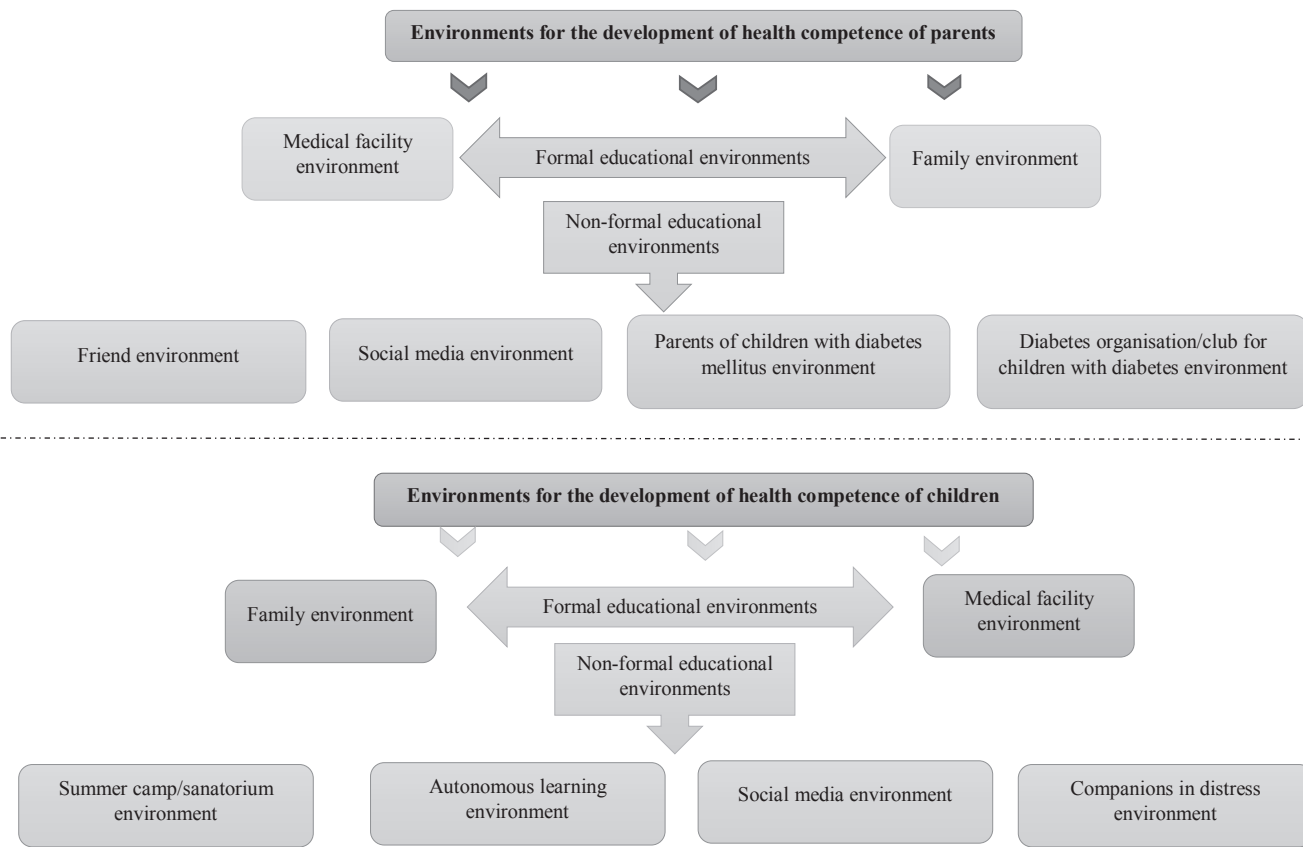 Environments for the development of health competence of parents
Medical facility
environment
Formal educational environments
Family environment
Non-formal educational
environments
Friend environment
Social media environment
Parents of children with diabetes
mellitus environment
Diabetes organisation/club for
children with diabetes environment
Environments for the development of health competence of children
Family environment
Formal educational environments
Medical facility
environment
Non-formal educational
environments
Summer camp/sanatorium
environment
Autonomous learning
environment
Social media environment
Companions in distress
environment